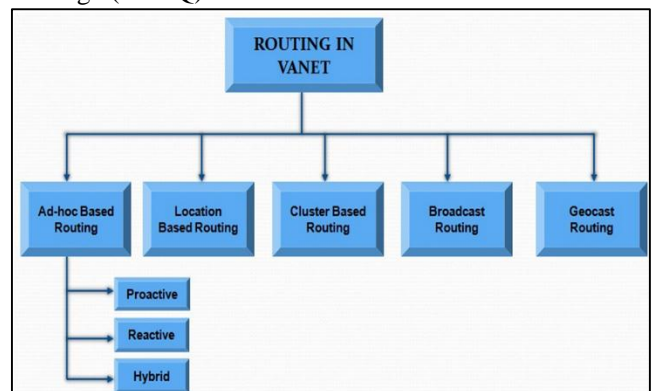 ROUTING IN
VANET
Ad-hoc Based
Routing
Location
Based Routing
Cluster Based
Routing
Broadcast
Routing
Geocast
Routing
Proactive
Reactive
Hybrid